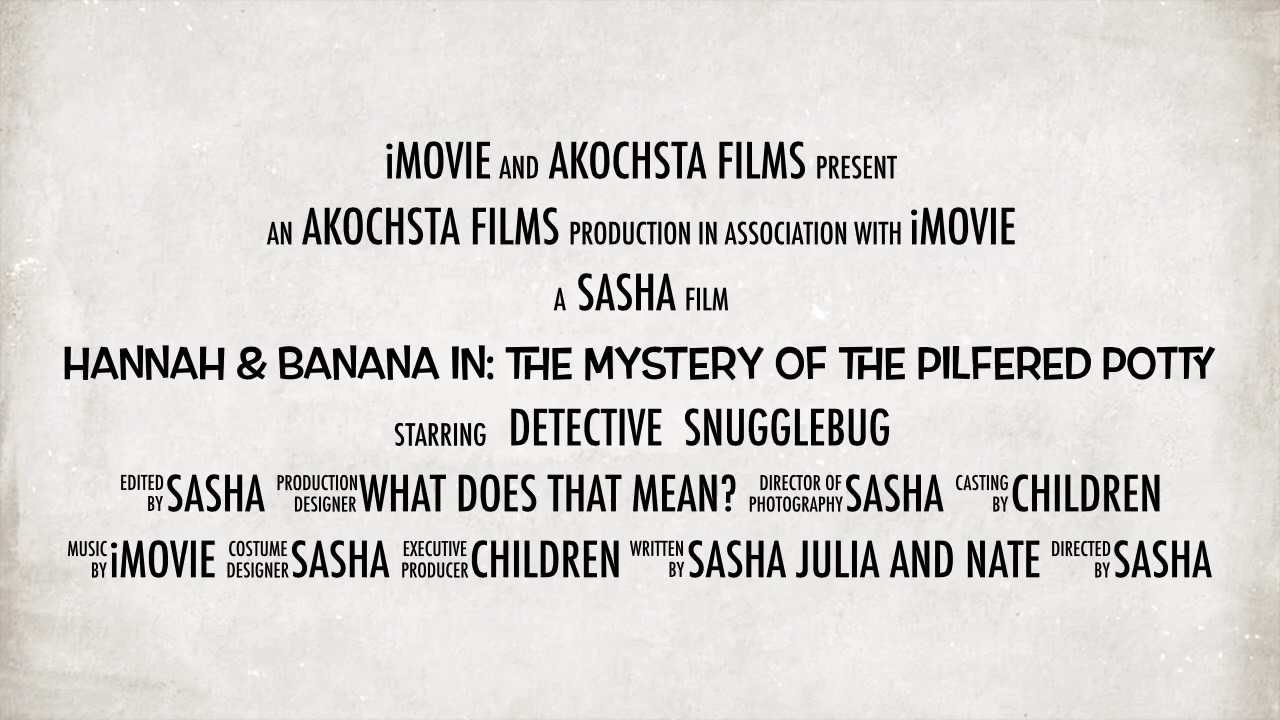 iMOVIE AND AKOCHSTA FILMS PRESENT
AN AKOCHSTA FILMS PRODUCTION IN ASSOCIATION WITH iMOVIE
A SASHA FILM
HANNAH & BANANA IN: THE MYSTERY OF THE PILFERED POTTY
STARRING DETECTIVE SNUGGLEBUG
EDITED BY SASHA PRODUCTION DESIGNER WHAT DOES THAT MEAN? DIRECTOR OF PHOTOGRAPHY SASHA CASTING BY CHILDREN
MUSIC BY iMOVIE COSTUME DESIGNER SASHA EXECUTIVE PRODUCER CHILDREN WRITTEN BY SASHA JULIA AND NATE DIRECTED BY SASHA